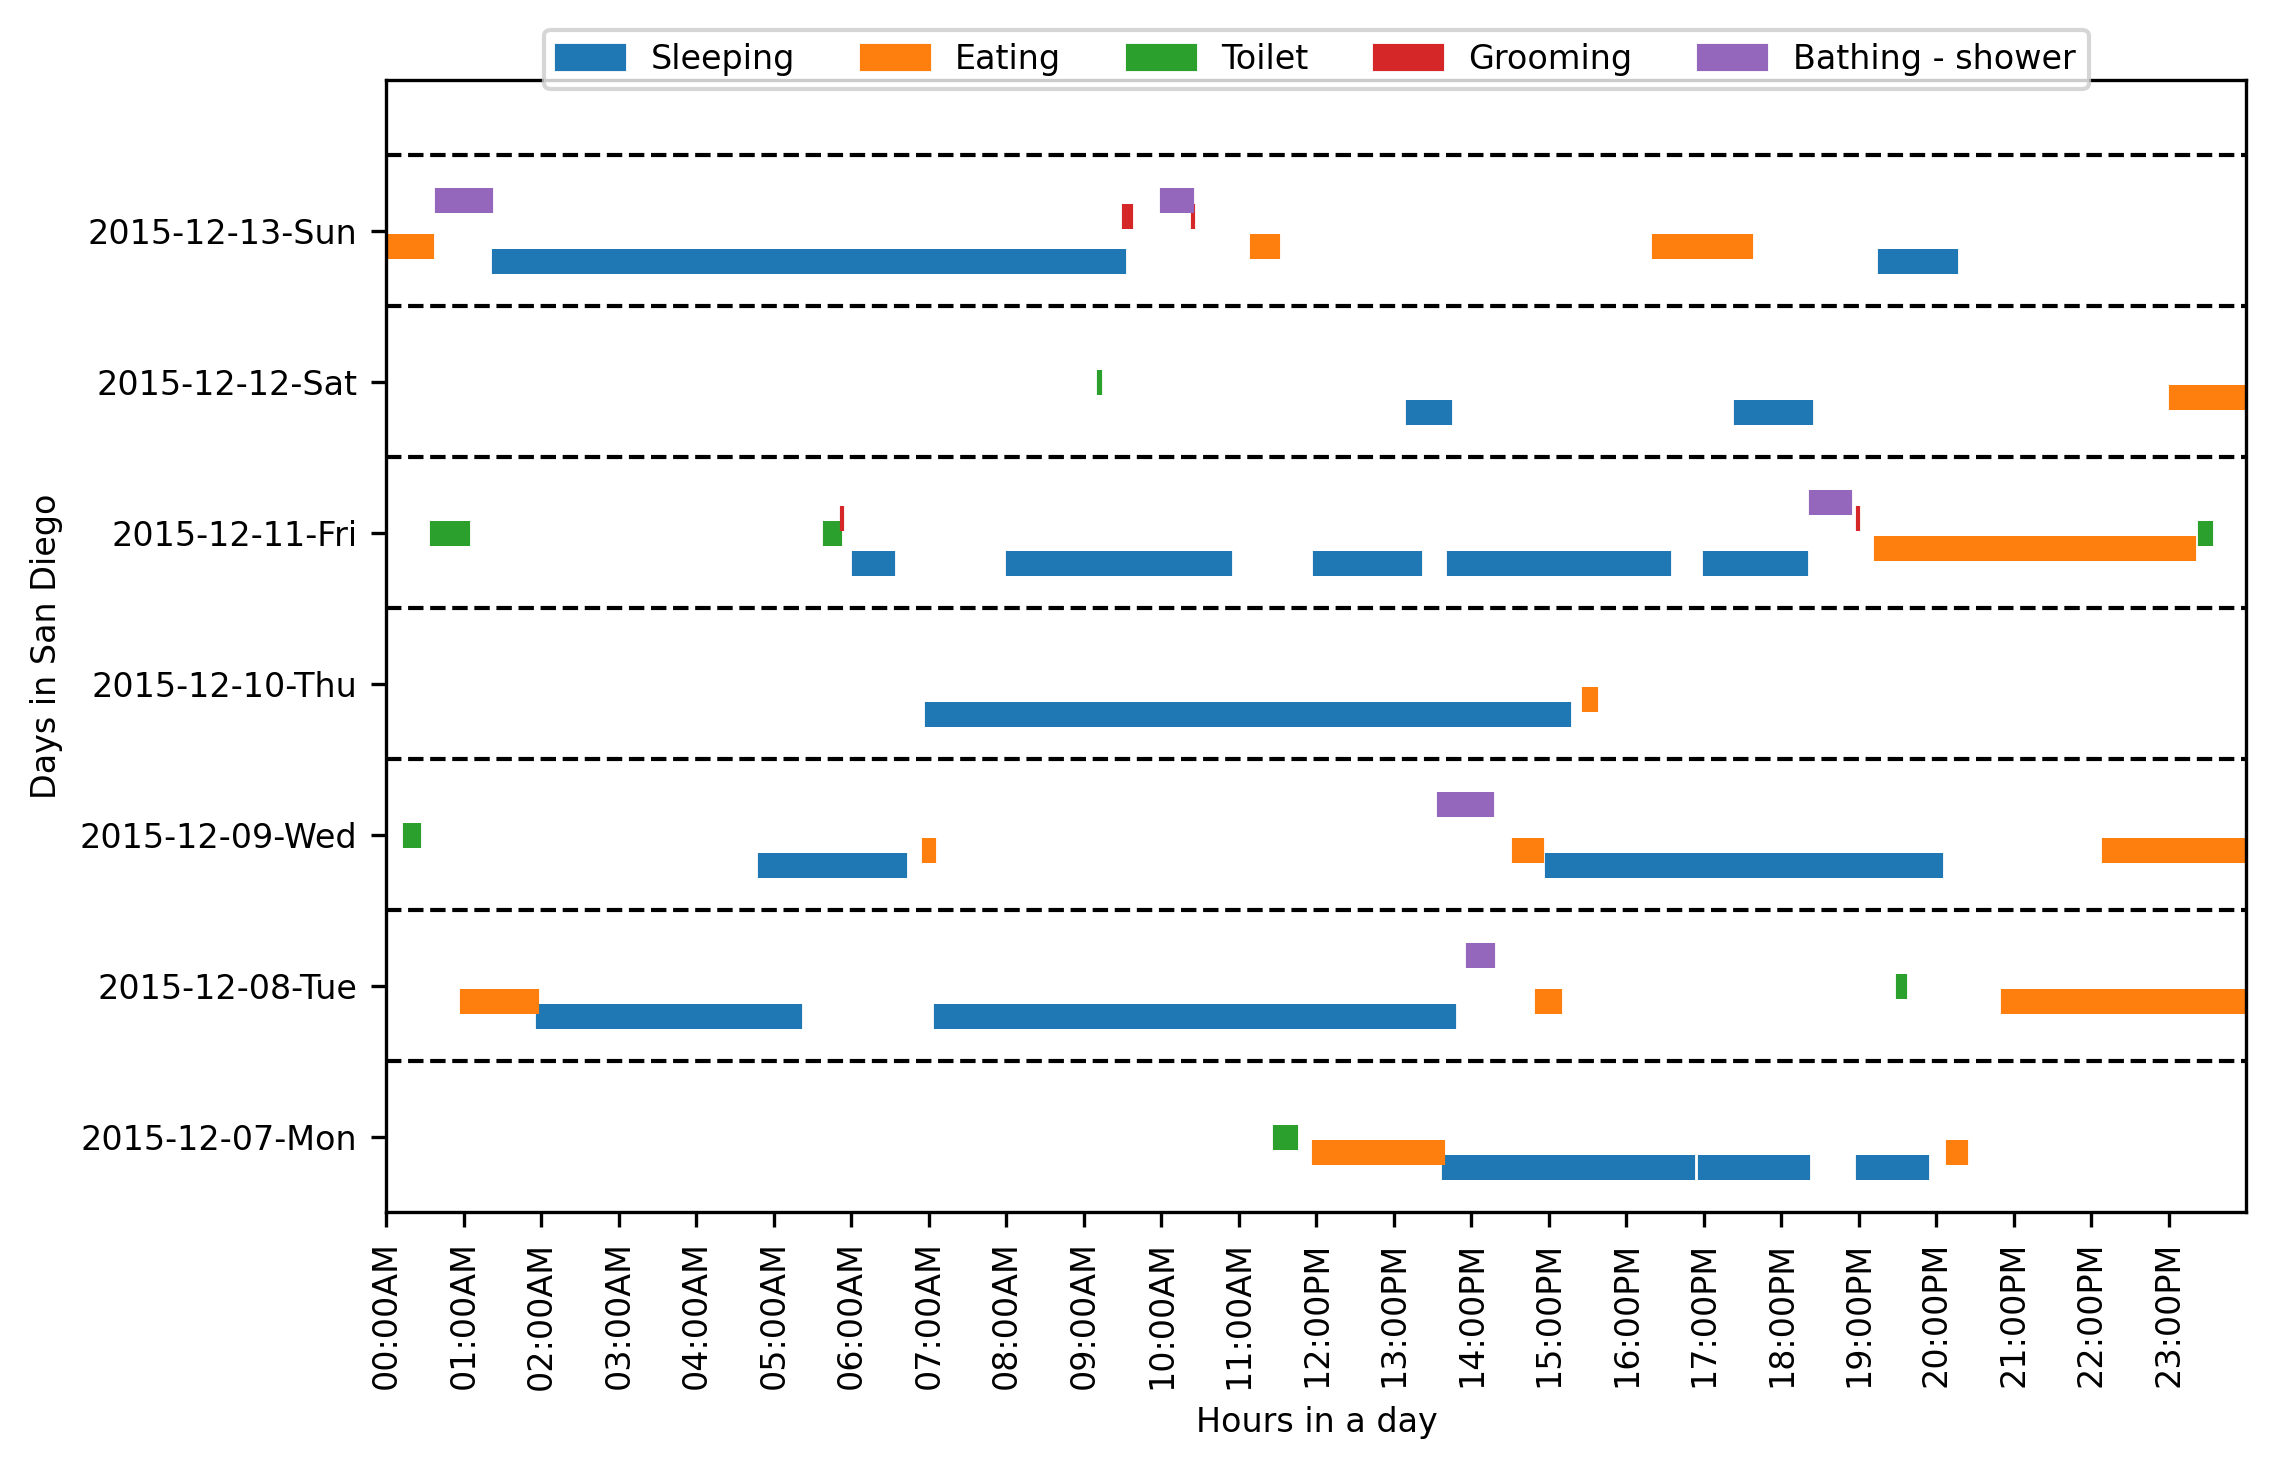 Sleeping Eating Toilet Grooming Bathing - shower
Days in San Diego
2015-12-13-Sun
2015-12-12-Sat
2015-12-11-Fri
2015-12-10-Thu
2015-12-09-Wed
2015-12-08-Tue
2015-12-07-Mon
00:00AM
01:00AM
02:00AM
03:00AM
04:00AM
05:00AM
06:00AM
07:00AM
08:00AM
09:00AM
10:00AM
11:00AM
12:00PM
13:00PM
14:00PM
15:00PM
16:00PM
17:00PM
18:00PM
19:00PM
20:00PM
21:00PM
22:00PM
23:00PM
Hours in a day